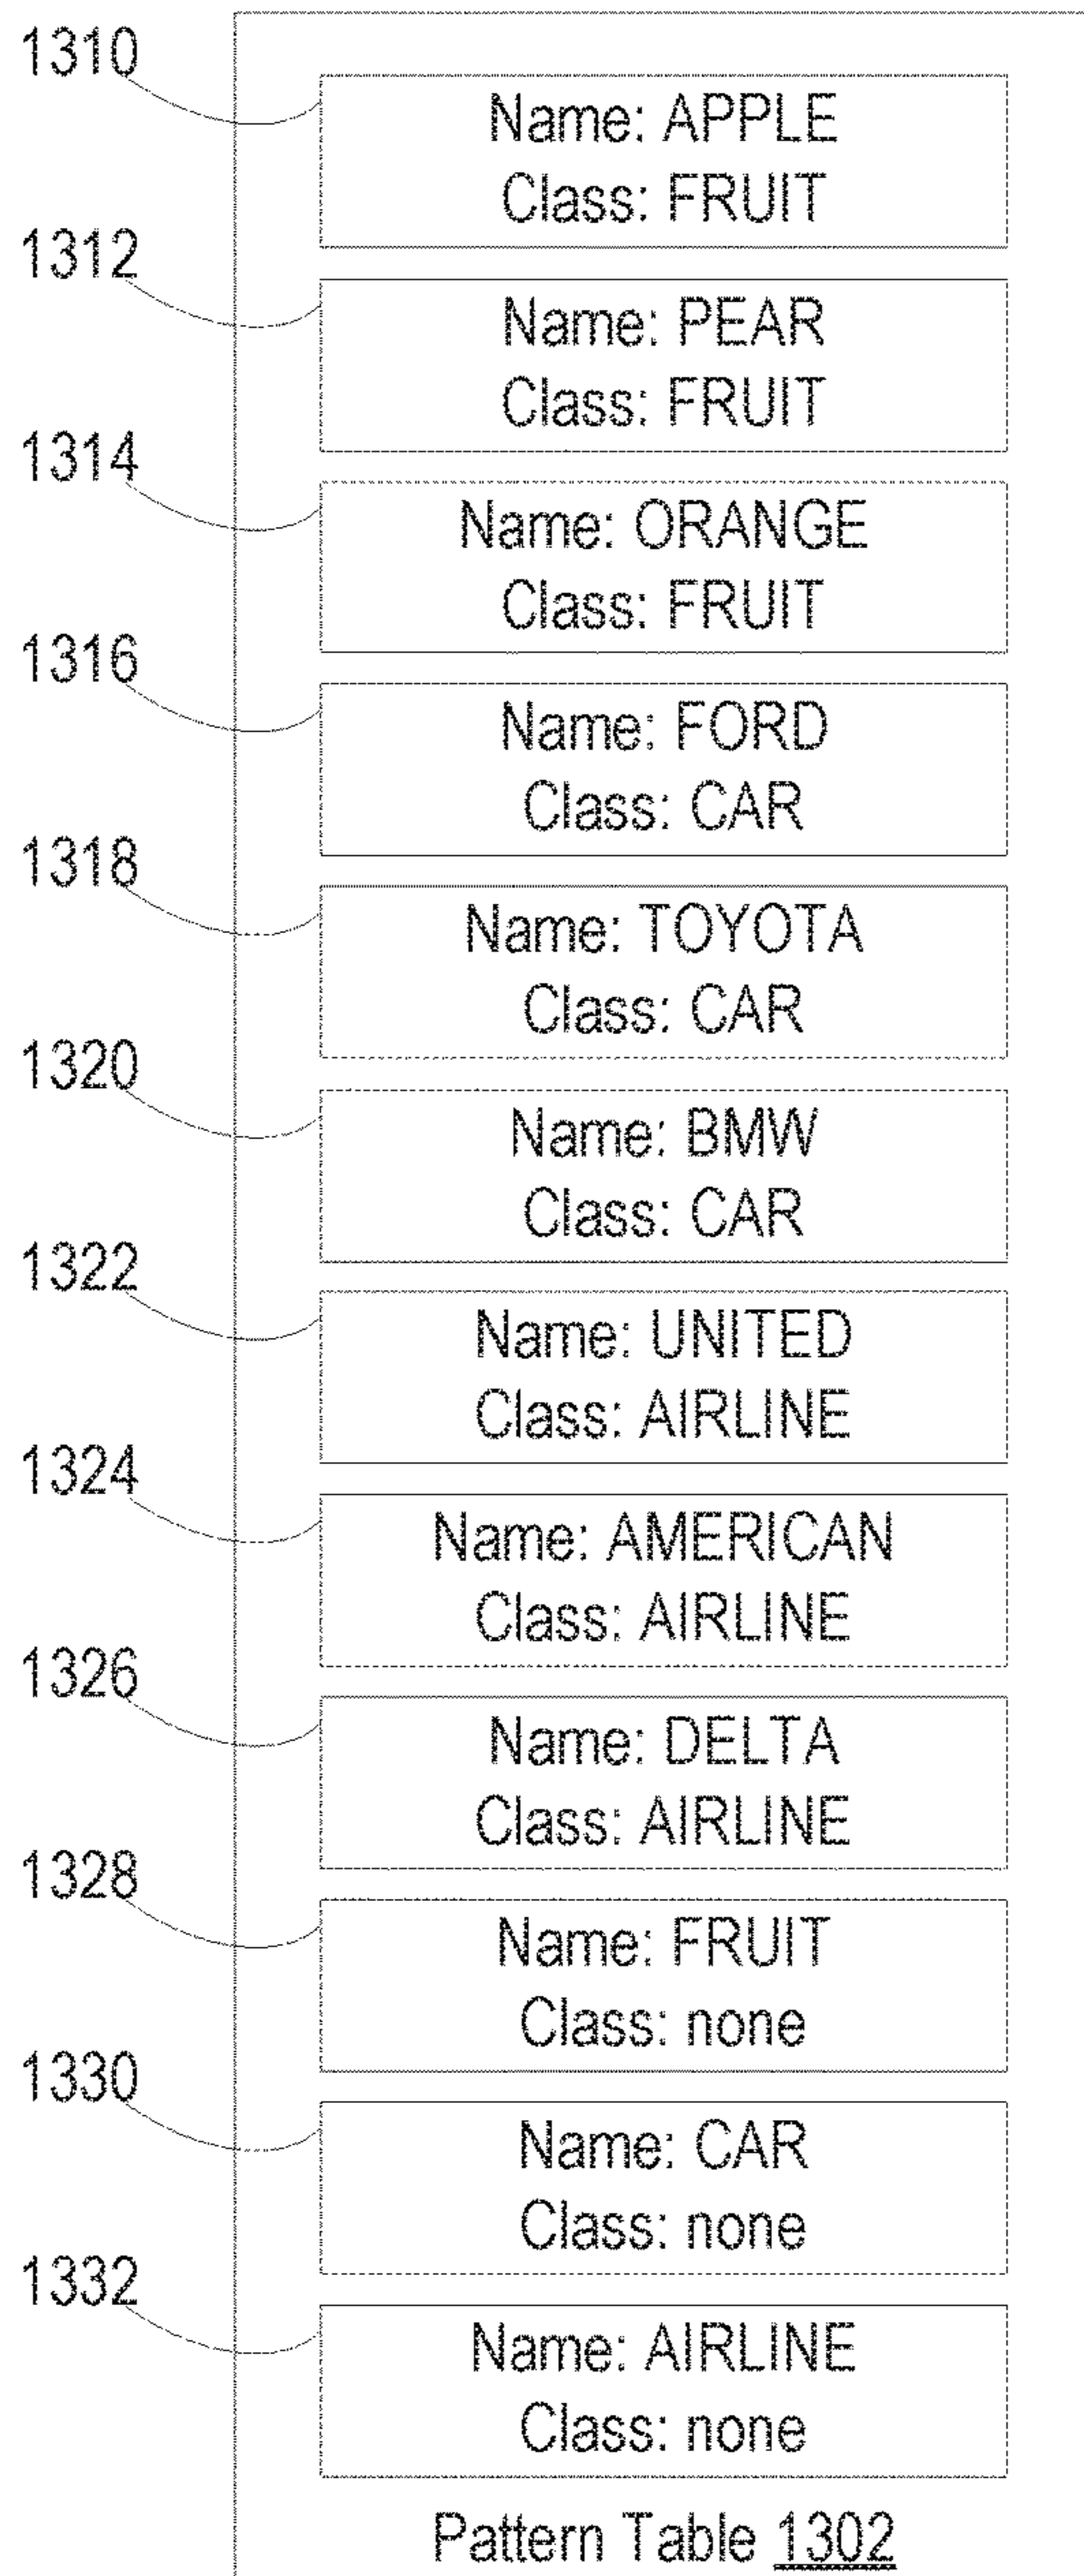 1310
Name: APPLE
Class: FRUIT
1312
Name: PEAR
Class: FRUIT
1314
Name: ORANGE
Class: FRUIT
1316
Name: FORD
Class: CAR
1318
Name: TOYOTA
Class: CAR
1320
Name: BMW
Class: CAR
1322
Name: UNITED
Class: AIRLINE
1324
Name: AMERICAN
Class: AIRLINE
1326
Name: DELTA
Class: AIRLINE
1328
Name: FRUIT
Class: none
1330
Name: CAR
Class: none
1332
Name: AIRLINE
Class: none
Pattern Table 1302